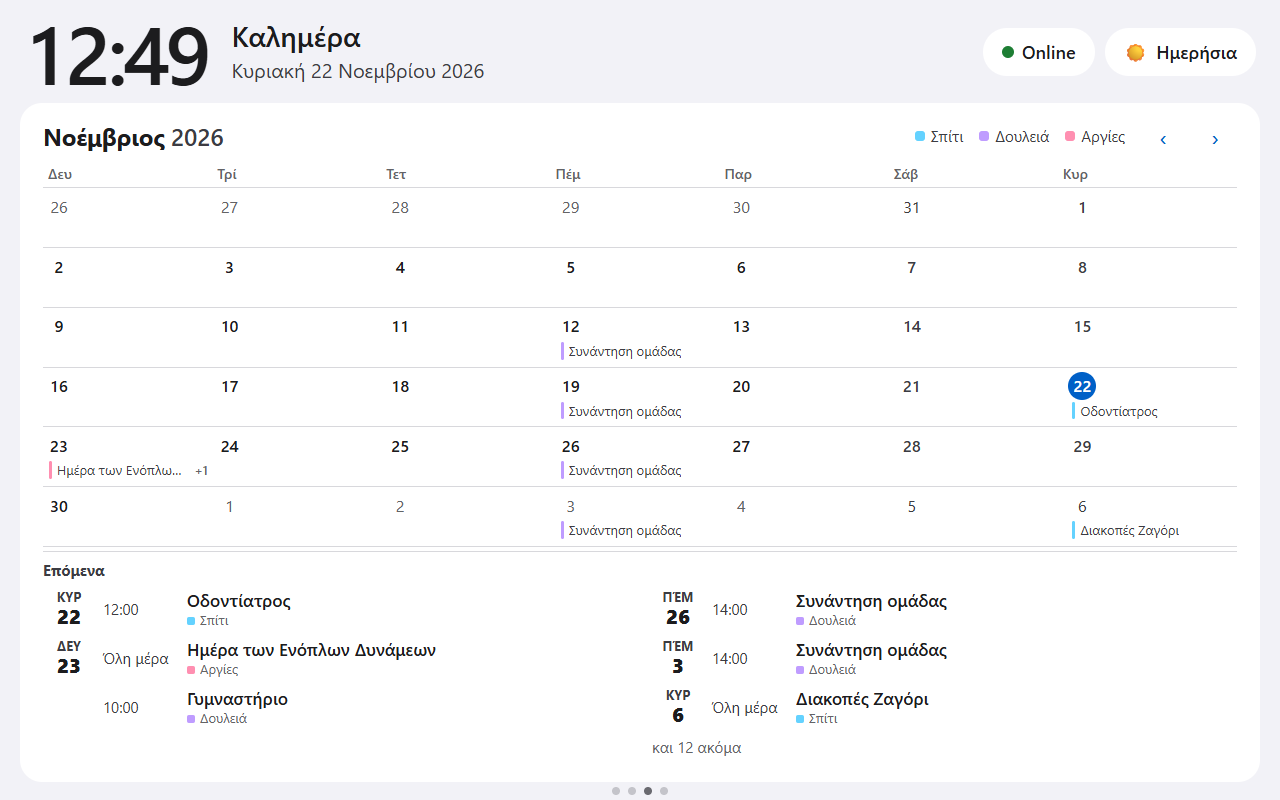 12:49
Καλημέρα
Κυριακή 22 Νοεμβρίου 2026
Online
Ημερήσια
Νοέμβριος 2026
Σπίτι Δουλειά Αργίες ‹ ›
Δευ Τρί Τετ Πέμ Παρ Σάβ Κυρ
26 27 28 29 30 31 1
2 3 4 5 6 7 8
9 10 11 12 13 14 15
Συνάντηση ομάδας
16 17 18 19 20 21 22
Συνάντηση ομάδας Οδοντίατρος
23 24 25 26 27 28 29
Ημέρα των Ενόπλω... +1 Συνάντηση ομάδας
30 1 2 3 4 5 6
Συνάντηση ομάδας Διακοπές Ζαγόρι
Επόμενα
ΚΥΡ 22 12:00 Οδοντίατρος
Σπίτι
ΔΕΥ 23 Όλη μέρα Ημέρα των Ενόπλων Δυνάμεων
Αργίες
10:00 Γυμναστήριο
Δουλειά
ΠΈΜ 26 14:00 Συνάντηση ομάδας
Δουλειά
ΠΈΜ 3 14:00 Συνάντηση ομάδας
Δουλειά
ΚΥΡ 6 Όλη μέρα Διακοπές Ζαγόρι
Σπίτι
και 12 ακόμα